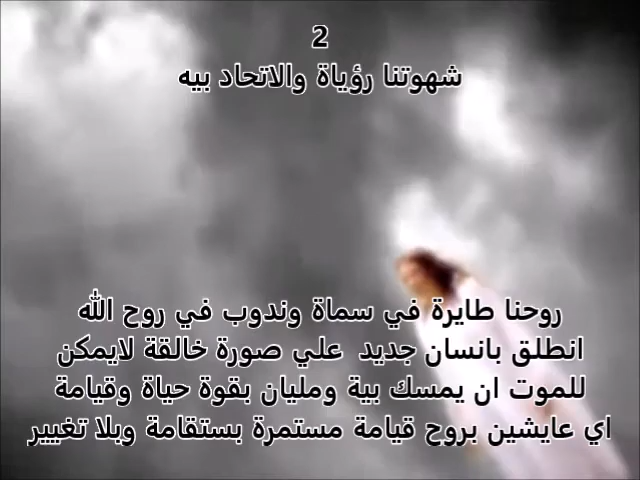 2
شهوتنا رؤياة والاتحاد بيه
روحنا طايرة في سماة وندوب في روح الله
انطلق بانسان جديد علي صورة خالقة لايمكن
للموت ان يمسك بية ومليان بقوة حياة وقيامة
اي عايشين بروح قيامة مستمرة بستقامة وبلا تغيير